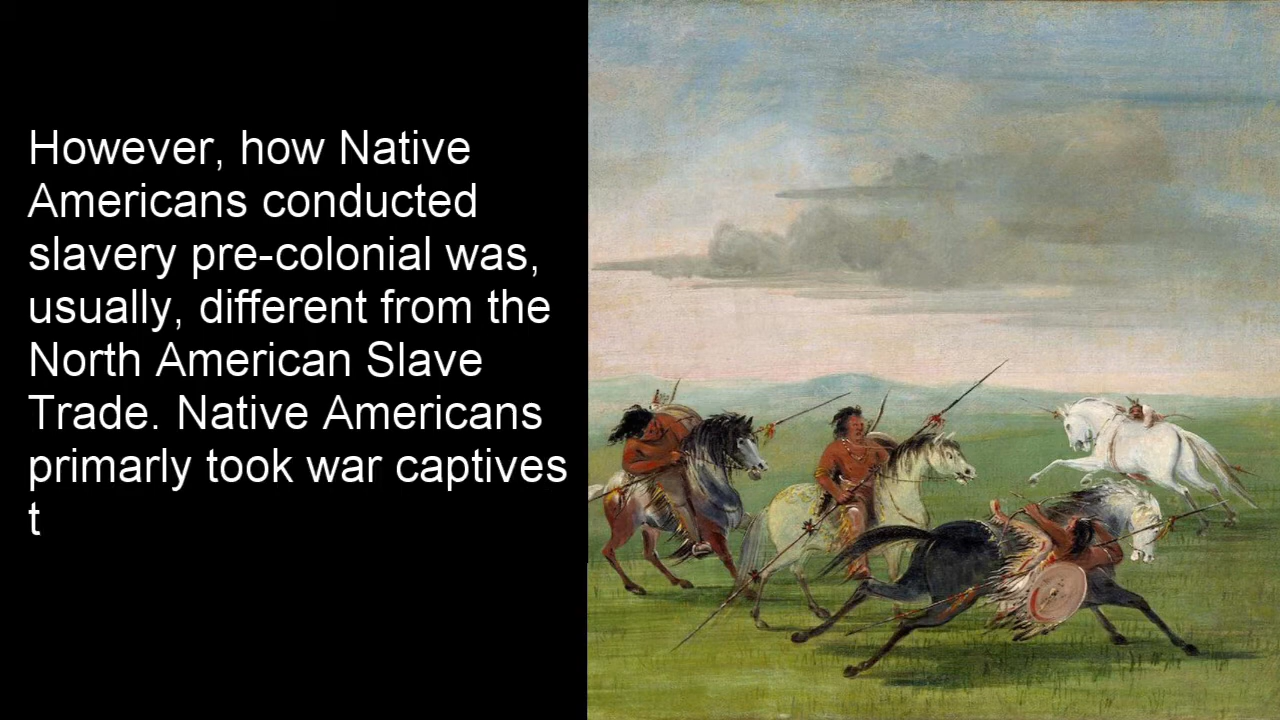 However, how Native
Americans conducted
slavery pre-colonial was,
usually, different from the
North American Slave
Trade. Native Americans
primarly took war captives
t